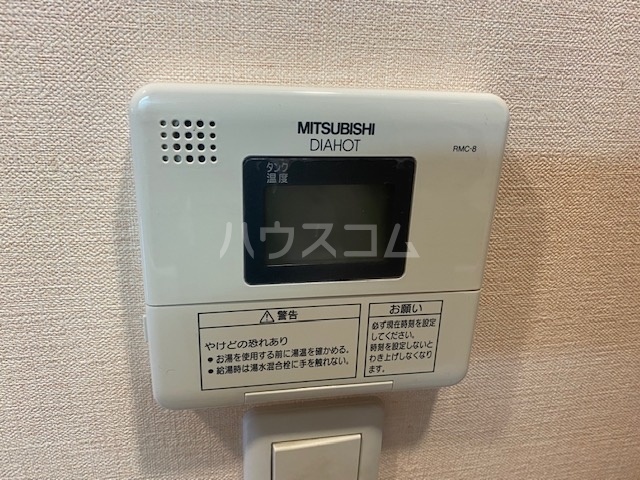 MITSUBISHI
DIAHOT
RMC-8
タンク
温度
ハウスコム
⚠警告
やけどの恐れあり
● お湯を使用する前に湯温を確かめる。
● 給湯時は湯水混合栓に手を触れない。
お願い
必ず現在時刻を設定
してください。
時刻を設定しないと
わき上げしなくなり
ます。